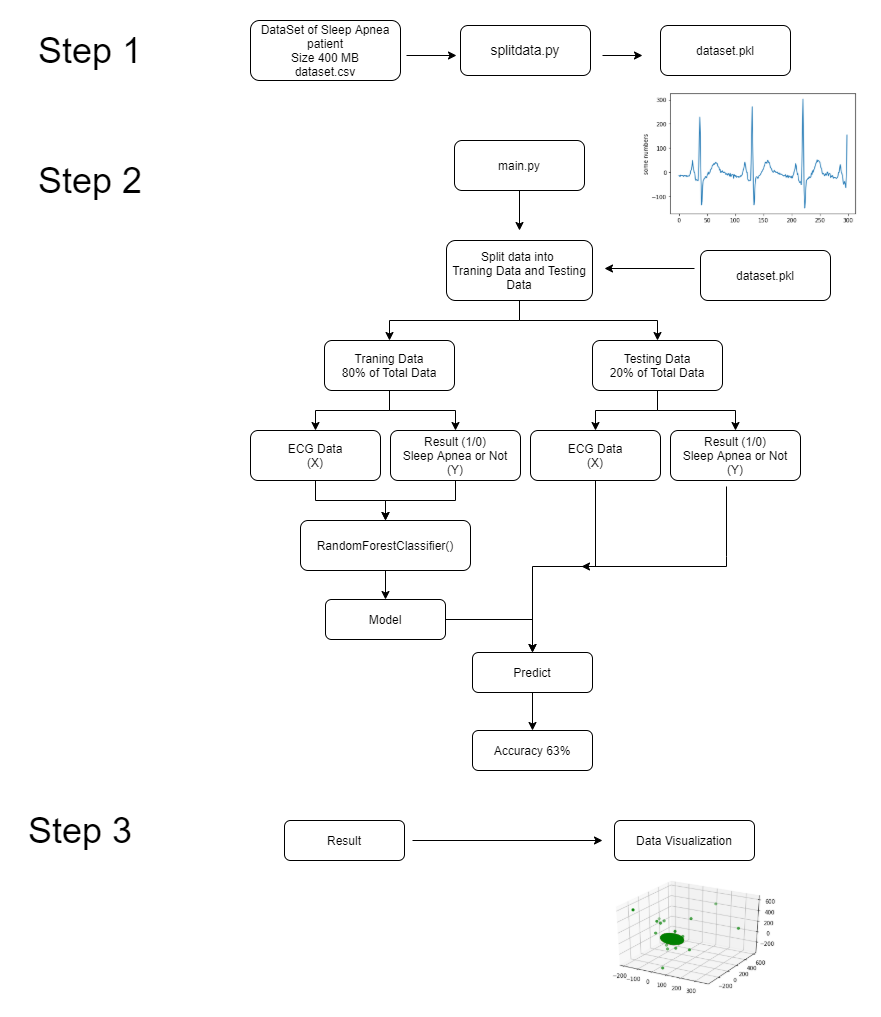 Step 1
DataSet of Sleep Apnea
patient
Size 400 MB
dataset.csv
splitdata.py
dataset.pkl
some numbers
300
200
100
0
−100
0
50
100
150
200
250
300
Step 2
main.py
Split data into
Traning Data and Testing
Data
dataset.pkl
Traning Data
80% of Total Data
Testing Data
20% of Total Data
ECG Data
(X)
Result (1/0)
Sleep Apnea or Not
(Y)
ECG Data
(X)
Result (1/0)
Sleep Apnea or Not
(Y)
RandomForestClassifier()
Model
Predict
Accuracy 63%
Step 3
Result
Data Visualization
600
400
200
0
−200
−200
−100
0
100
200
300
−200
0
200
400
600